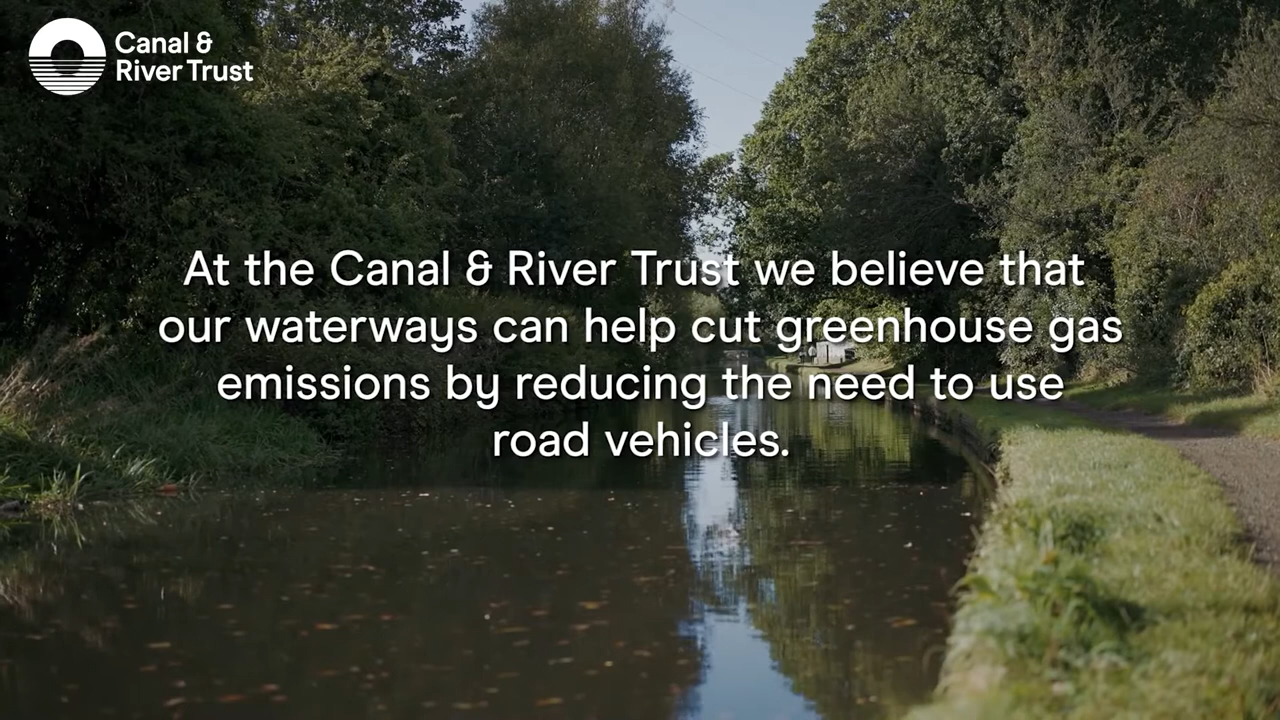 Canal &
River Trust
At the Canal & River Trust we believe that
our waterways can help cut greenhouse gas
emissions by reducing the need to use
road vehicles.